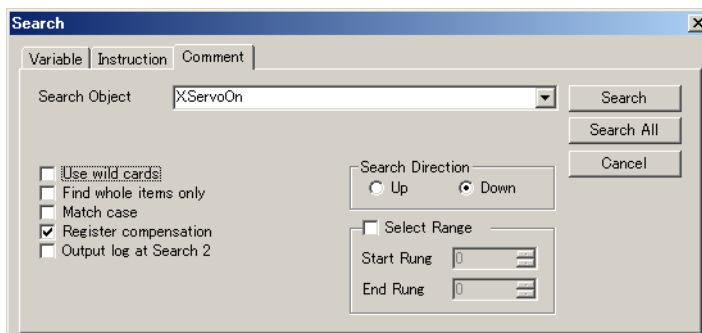 Search
Variable Instruction Comment
Search Object XServoOn Search
Search All
Cancel
Use wild cards
Find whole items only
Match case
Register compensation
Output log at Search 2
Search Direction
Up Down
Select Range
Start Rung 0
End Rung 0